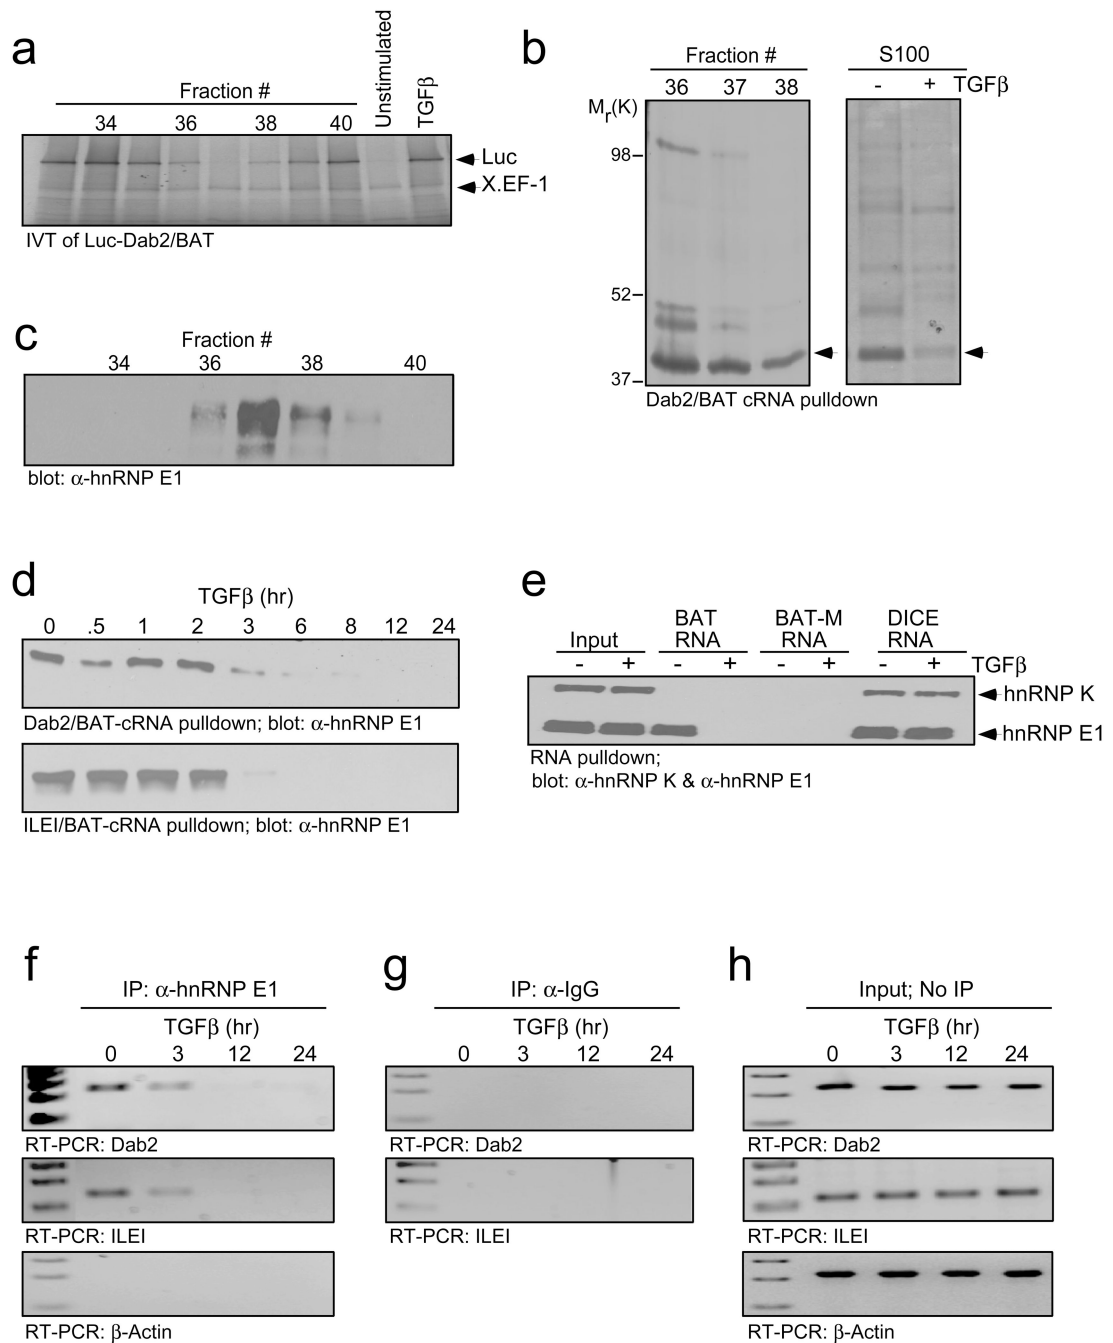 a
Fraction #
Unstimulated
TGFβ
34 36 38 40
Luc
X.EF-1
IVT of Luc-Dab2/BAT
b
Fraction #
S100
36 37 38
- + TGFβ
Mr(K)
98
52
37
Dab2/BAT cRNA pulldown
c
Fraction #
34 36 38 40
blot: α-hnRNP E1
d
TGFβ (hr)
0 .5 1 2 3 6 8 12 24
Dab2/BAT-cRNA pulldown; blot: α-hnRNP E1
ILEI/BAT-cRNA pulldown; blot: α-hnRNP E1
e
Input
BAT RNA
BAT-M RNA
DICE RNA
- + - + - + - + TGFβ
hnRNP K
hnRNP E1
RNA pulldown;
blot: α-hnRNP K & α-hnRNP E1
f
IP: α-hnRNP E1
TGFβ (hr)
0 3 12 24
RT-PCR: Dab2
RT-PCR: ILEI
RT-PCR: β-Actin
g
IP: α-IgG
TGFβ (hr)
0 3 12 24
RT-PCR: Dab2
RT-PCR: ILEI
h
Input; No IP
TGFβ (hr)
0 3 12 24
RT-PCR: Dab2
RT-PCR: ILEI
RT-PCR: β-Actin